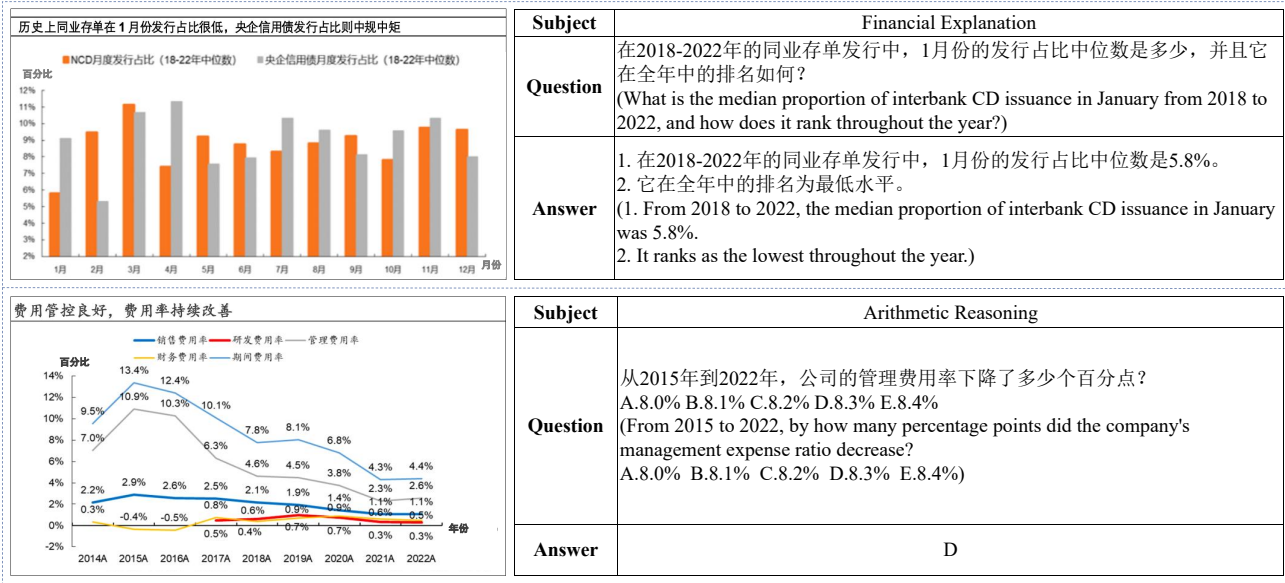 历史上同业存单在 1 月份发行占比很低，央企信用债发行占比则中规中矩
NCD月度发行占比（18-22年中位数）
央企信用债月度发行占比（18-22年中位数）
百分比
12%
11%
10%
9%
8%
7%
6%
5%
4%
3%
2%
1月 2月 3月 4月 5月 6月 7月 8月 9月 10月 11月 12月
月份
Subject
Financial Explanation
Question
在2018-2022年的同业存单发行中，1月份的发行占比中位数是多少，并且它
在全年中的排名如何？
(What is the median proportion of interbank CD issuance in January from 2018 to
2022, and how does it rank throughout the year?)
Answer
1. 在2018-2022年的同业存单发行中，1月份的发行占比中位数是5.8%。
2. 它在全年中的排名为最低水平。
(1. From 2018 to 2022, the median proportion of interbank CD issuance in January
was 5.8%.
2. It ranks as the lowest throughout the year.)
费用管控良好，费用率持续改善
销售费用率 研发费用率 管理费用率
财务费用率 期间费用率
百分比
14%
12%
10%
8%
6%
4%
2%
0%
-2%
9.5% 13.4% 12.4% 10.1% 7.8% 8.1% 6.8% 4.3% 4.4%
7.0% 10.9% 10.3% 6.3% 4.6% 4.5% 3.8% 2.3% 2.6%
2.2% 2.9% 2.6% 2.5% 2.1% 1.9% 1.4% 1.1% 1.1%
0.3% -0.4% -0.5% 0.8% 0.6% 0.9% 0.9% 0.6% 0.5%
0.5% 0.4% 0.7% 0.7% 0.3% 0.3%
2014A 2015A 2016A 2017A 2018A 2019A 2020A 2021A 2022A
年份
Subject
Arithmetic Reasoning
Question
从2015年到2022年，公司的管理费用率下降了多少个百分点？
A.8.0% B.8.1% C.8.2% D.8.3% E.8.4%
(From 2015 to 2022, by how many percentage points did the company's
management expense ratio decrease?
A.8.0% B.8.1% C.8.2% D.8.3% E.8.4%)
Answer
D